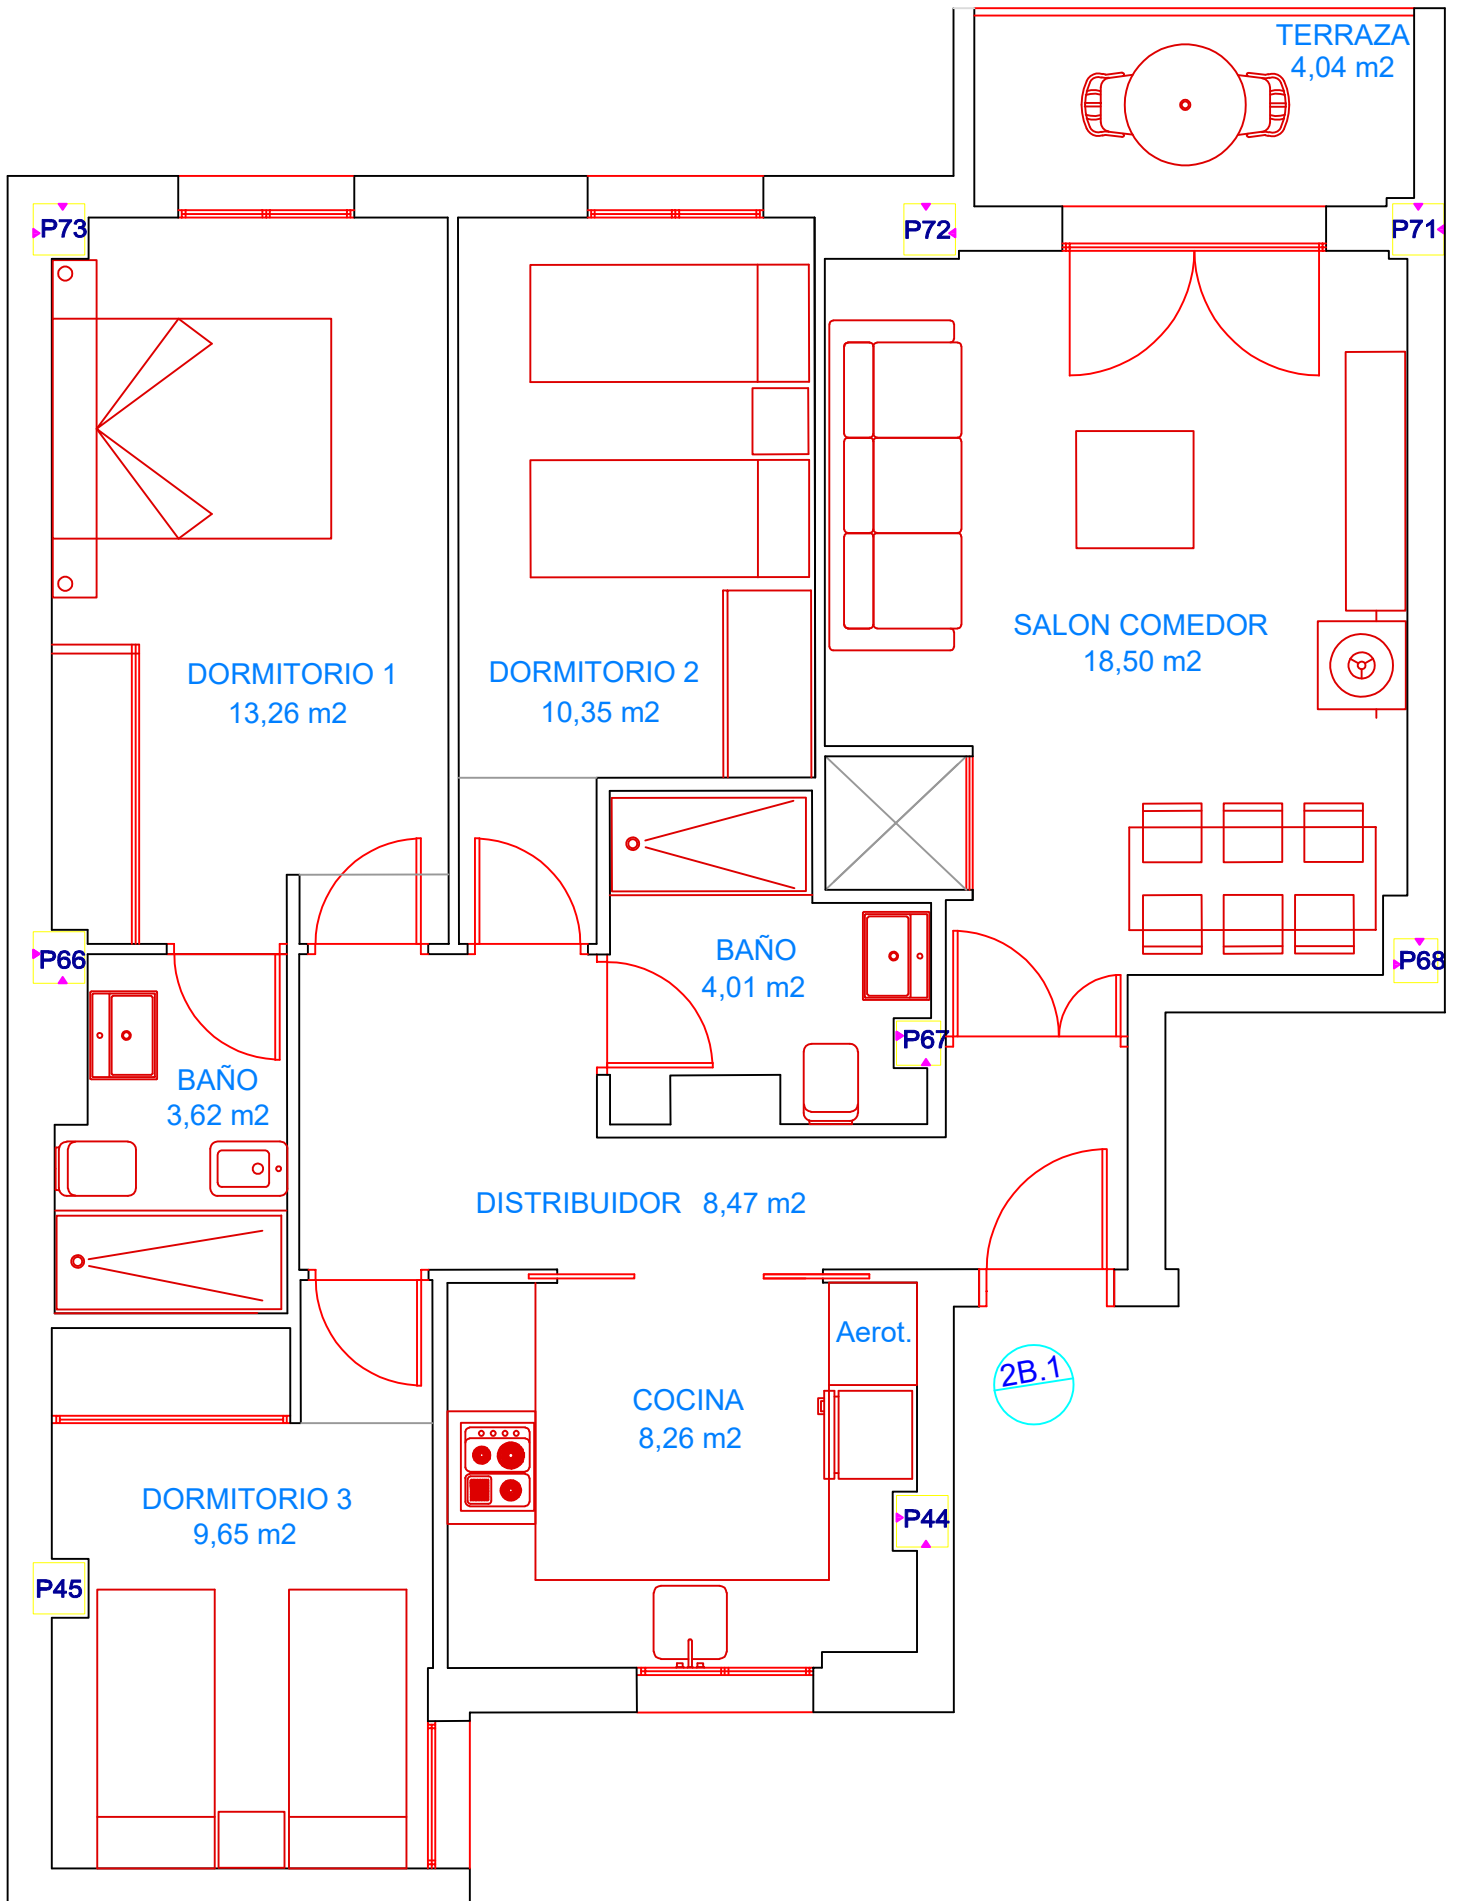 TERRAZA
4,04 m2
P73
P72
P71
SALON COMEDOR
18,50 m2
DORMITORIO 1
13,26 m2
DORMITORIO 2
10,35 m2
P66
BAÑO
4,01 m2
P68
P67
BAÑO
3,62 m2
DISTRIBUIDOR 8,47 m2
Aerot.
2B.1
COCINA
8,26 m2
DORMITORIO 3
9,65 m2
P44
P45